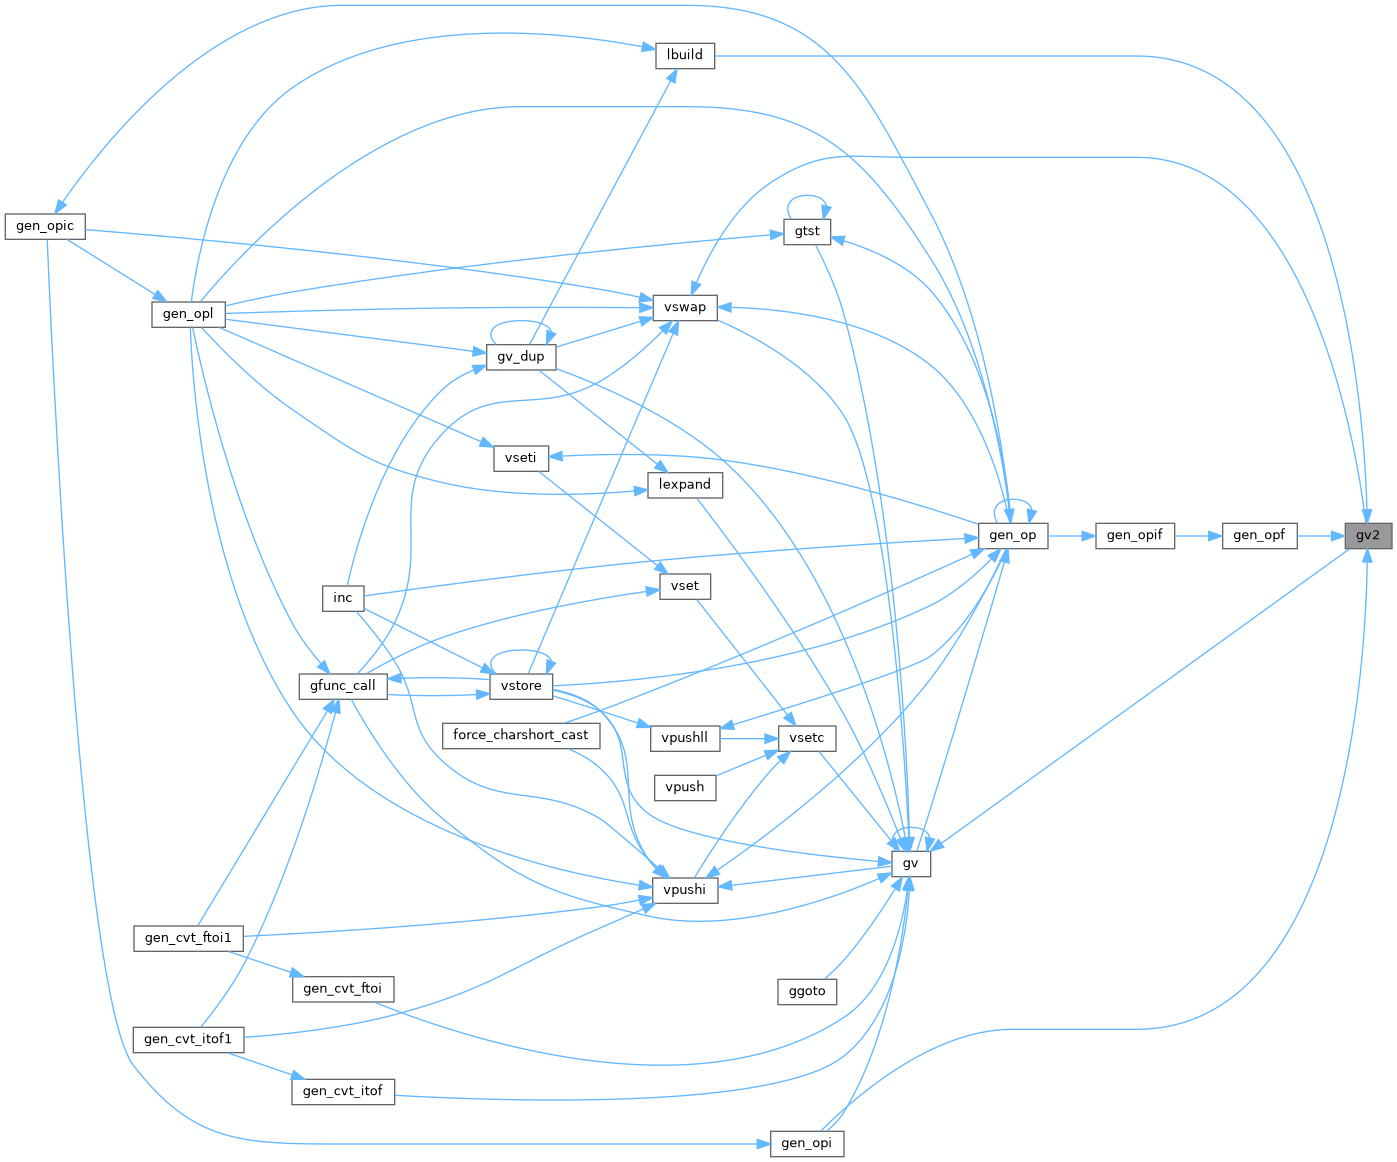 lbuild
gen_opic
gtst
gen_opl
vswap
gv_dup
vseti
lexpand
gen_op
gen_opif
gen_opf
gv2
inc
vset
gfunc_call
vstore
force_charshort_cast
vpushll
vsetc
vpush
gv
vpushi
gen_cvt_ftoi1
gen_cvt_ftoi
ggoto
gen_cvt_itof1
gen_cvt_itof
gen_opi